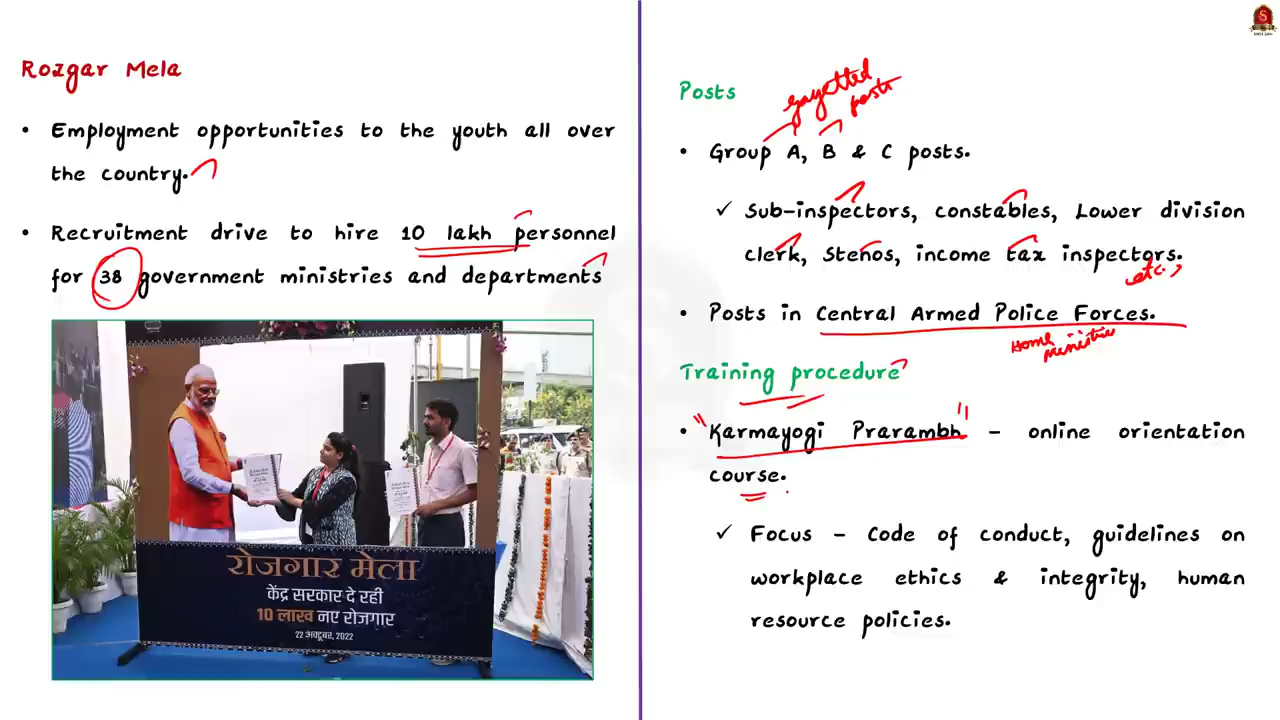 Rozgar Mela
• Employment opportunities to the youth all over
the country.
• Recruitment drive to hire 10 lakh personnel
for 38 government ministries and departments
रोजगार मेला
केंद्र सरकार दे रही
10 लाख नए रोजगार
22 अक्टूबर, 2022
Posts
gazetted
posts
• Group A, B & C posts.
✓ Sub-inspectors, constables, Lower division
clerk, Stenos, income tax inspectors.
etc.,
• Posts in Central Armed Police Forces.
Home
ministries
Training procedure
• "Karmayogi Prarambh" – online orientation
course.
✓ Focus – Code of conduct, guidelines on
workplace ethics & integrity, human
resource policies.